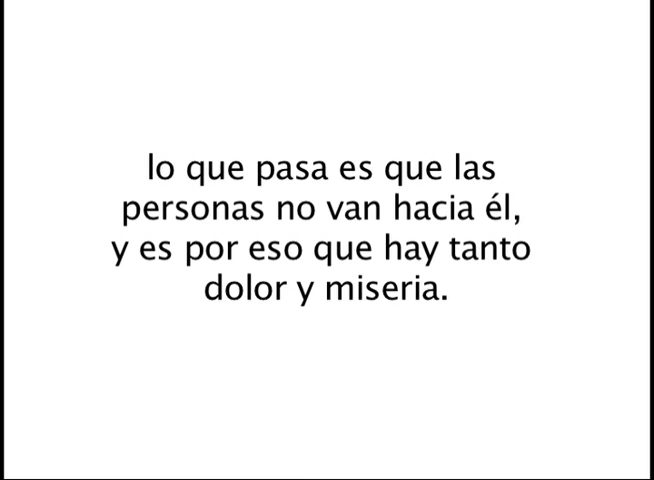 lo que pasa es que las
personas no van hacia él,
y es por eso que hay tanto
dolor y miseria.